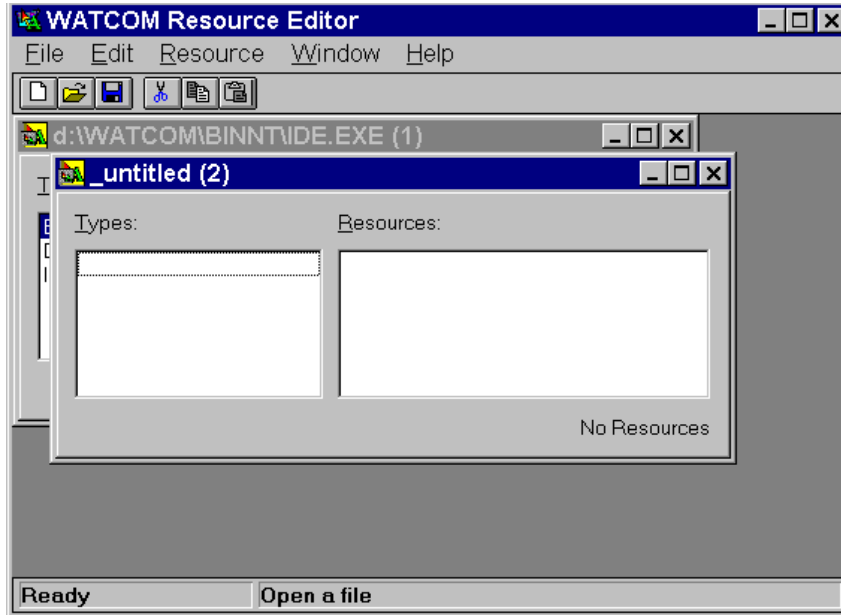 WATCOM Resource Editor
File Edit Resource Window Help
d:\WATCOM\BINNT\IDE.EXE (1)
_untitled (2)
Types: Resources:
No Resources
Ready Open a file